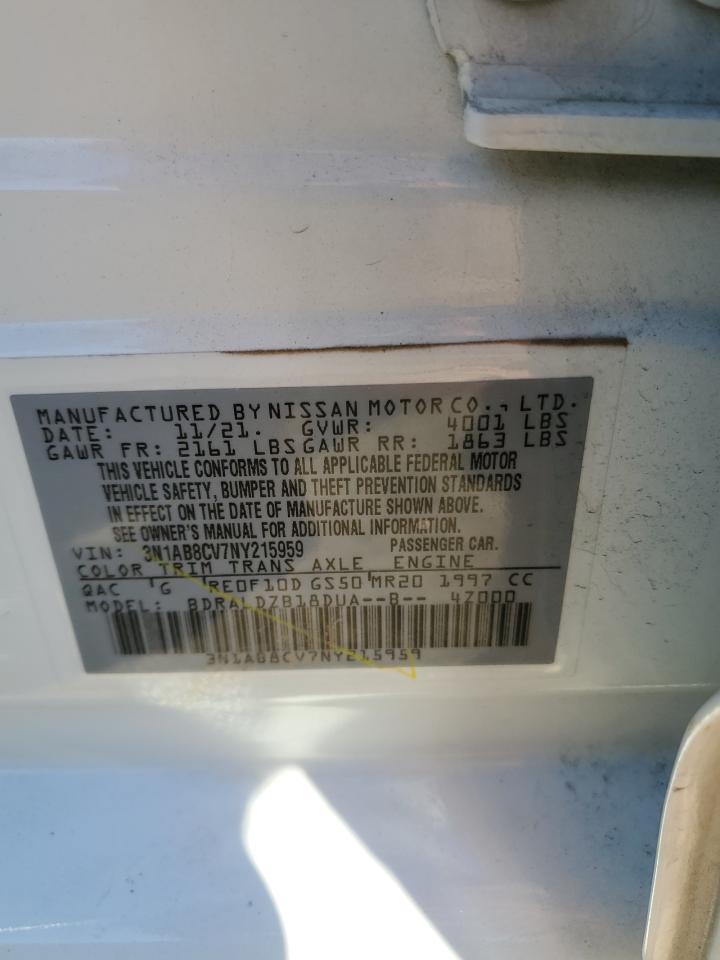 MANUFACTURED BY NISSAN MOTOR CO., LTD.
DATE: 11/21. GVWR: 4001 LBS
GAWR FR: 2161 LBS GAWR RR: 1863 LBS
THIS VEHICLE CONFORMS TO ALL APPLICABLE FEDERAL MOTOR
VEHICLE SAFETY, BUMPER AND THEFT PREVENTION STANDARDS
IN EFFECT ON THE DATE OF MANUFACTURE SHOWN ABOVE.
SEE OWNER'S MANUAL FOR ADDITIONAL INFORMATION.
VIN: 3N1AB8CV7NY215959 PASSENGER CAR.
COLOR TRIM TRANS AXLE ENGINE
QAC G RE0F10D GS50 MR20 1997 CC
MODEL: BDRALDZB18DUA--B-- 4Z000
3N1AB8CV7NY215959